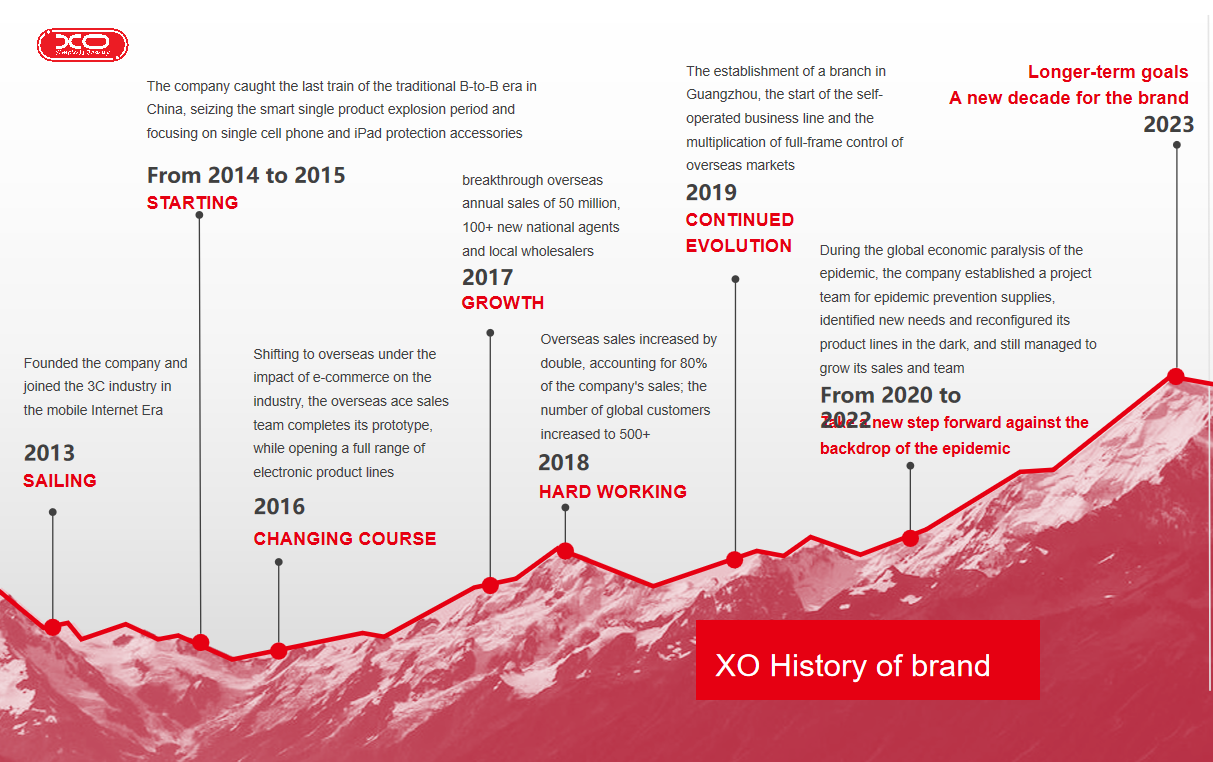 XO
The company caught the last train of the traditional B-to-B era in
China, seizing the smart single product explosion period and
focusing on single cell phone and iPad protection accessories
From 2014 to 2015
STARTING
The establishment of a branch in
Guangzhou, the start of the self-
operated business line and the
multiplication of full-frame control of
overseas markets
2019
CONTINUED
EVOLUTION
Longer-term goals
A new decade for the brand
2023
breakthrough overseas
annual sales of 50 million,
100+ new national agents
and local wholesalers
2017
GROWTH
During the global economic paralysis of the
epidemic, the company established a project
team for epidemic prevention supplies,
identified new needs and reconfigured its
product lines in the dark, and still managed to
grow its sales and team
From 2020 to
2022
Take a new step forward against the
backdrop of the epidemic
Founded the company and
joined the 3C industry in
the mobile Internet Era
2013
SAILING
Shifting to overseas under the
impact of e-commerce on the
industry, the overseas ace sales
team completes its prototype,
while opening a full range of
electronic product lines
2016
CHANGING COURSE
Overseas sales increased by
double, accounting for 80%
of the company's sales; the
number of global customers
increased to 500+
2018
HARD WORKING
XO History of brand